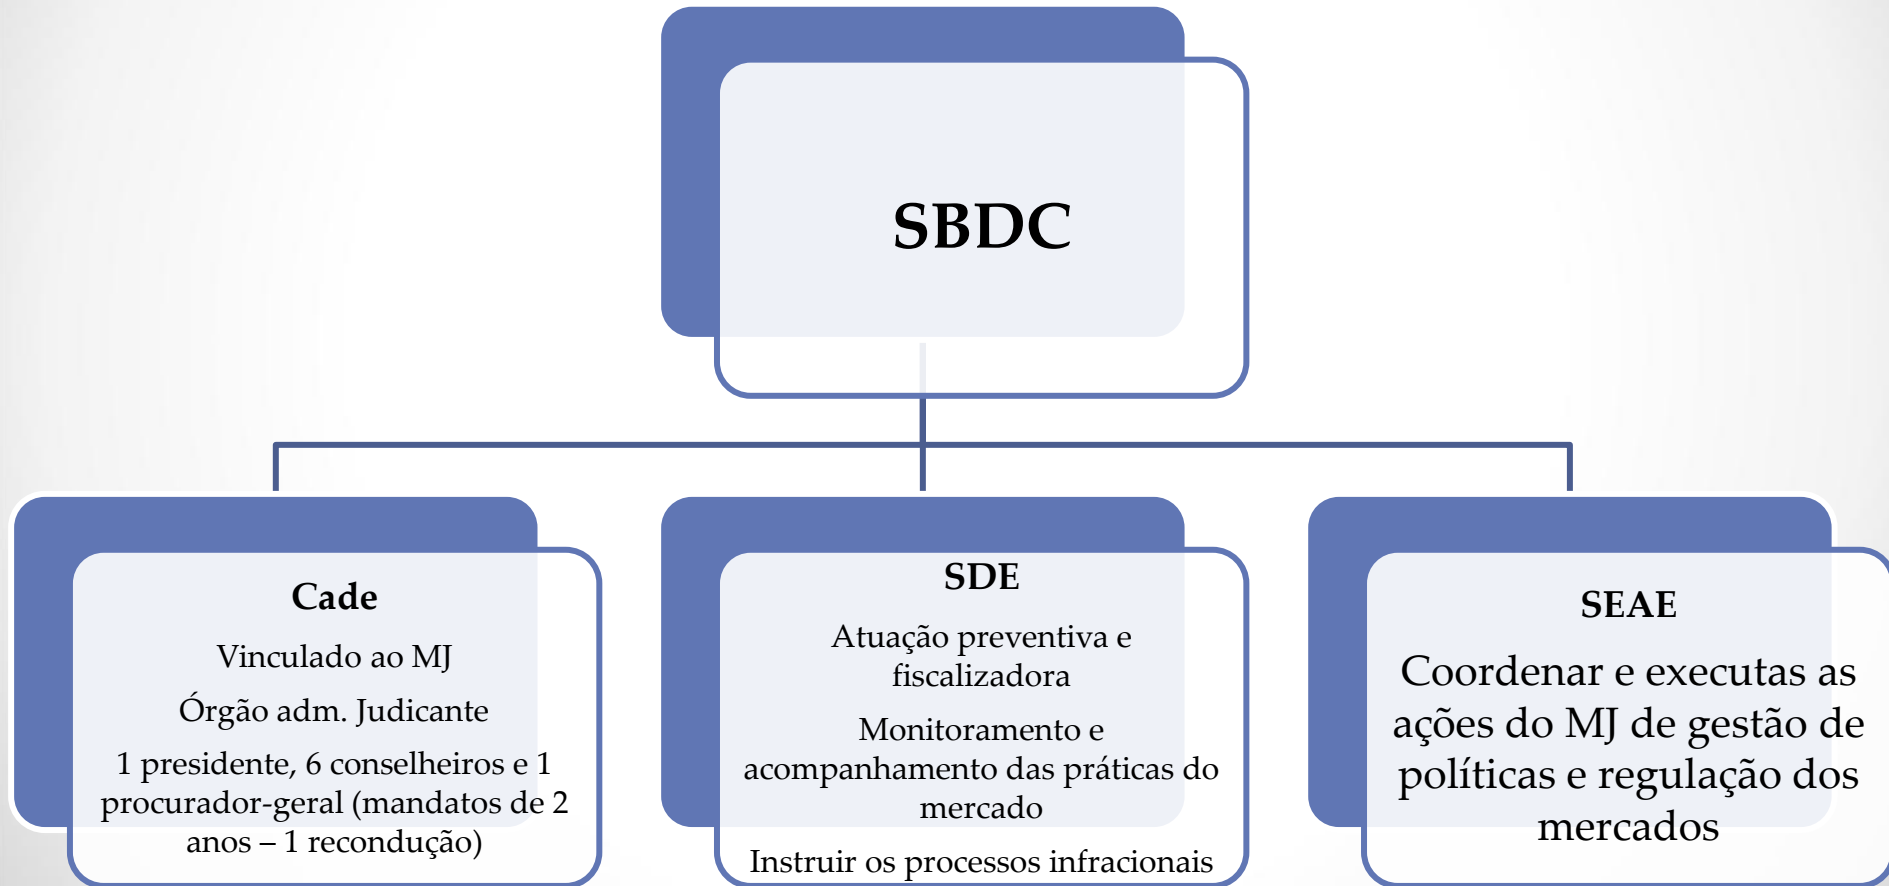 SBDC
Cade
Vinculado ao MJ
Órgão adm. Judicante
1 presidente, 6 conselheiros e 1
procurador-geral (mandatos de 2
anos – 1 recondução)
SDE
Atuação preventiva e
fiscalizadora
Monitoramento e
acompanhamento das práticas do
mercado
Instruir os processos infracionais
SEAE
Coordenar e executas as
ações do MJ de gestão de
políticas e regulação dos
mercados